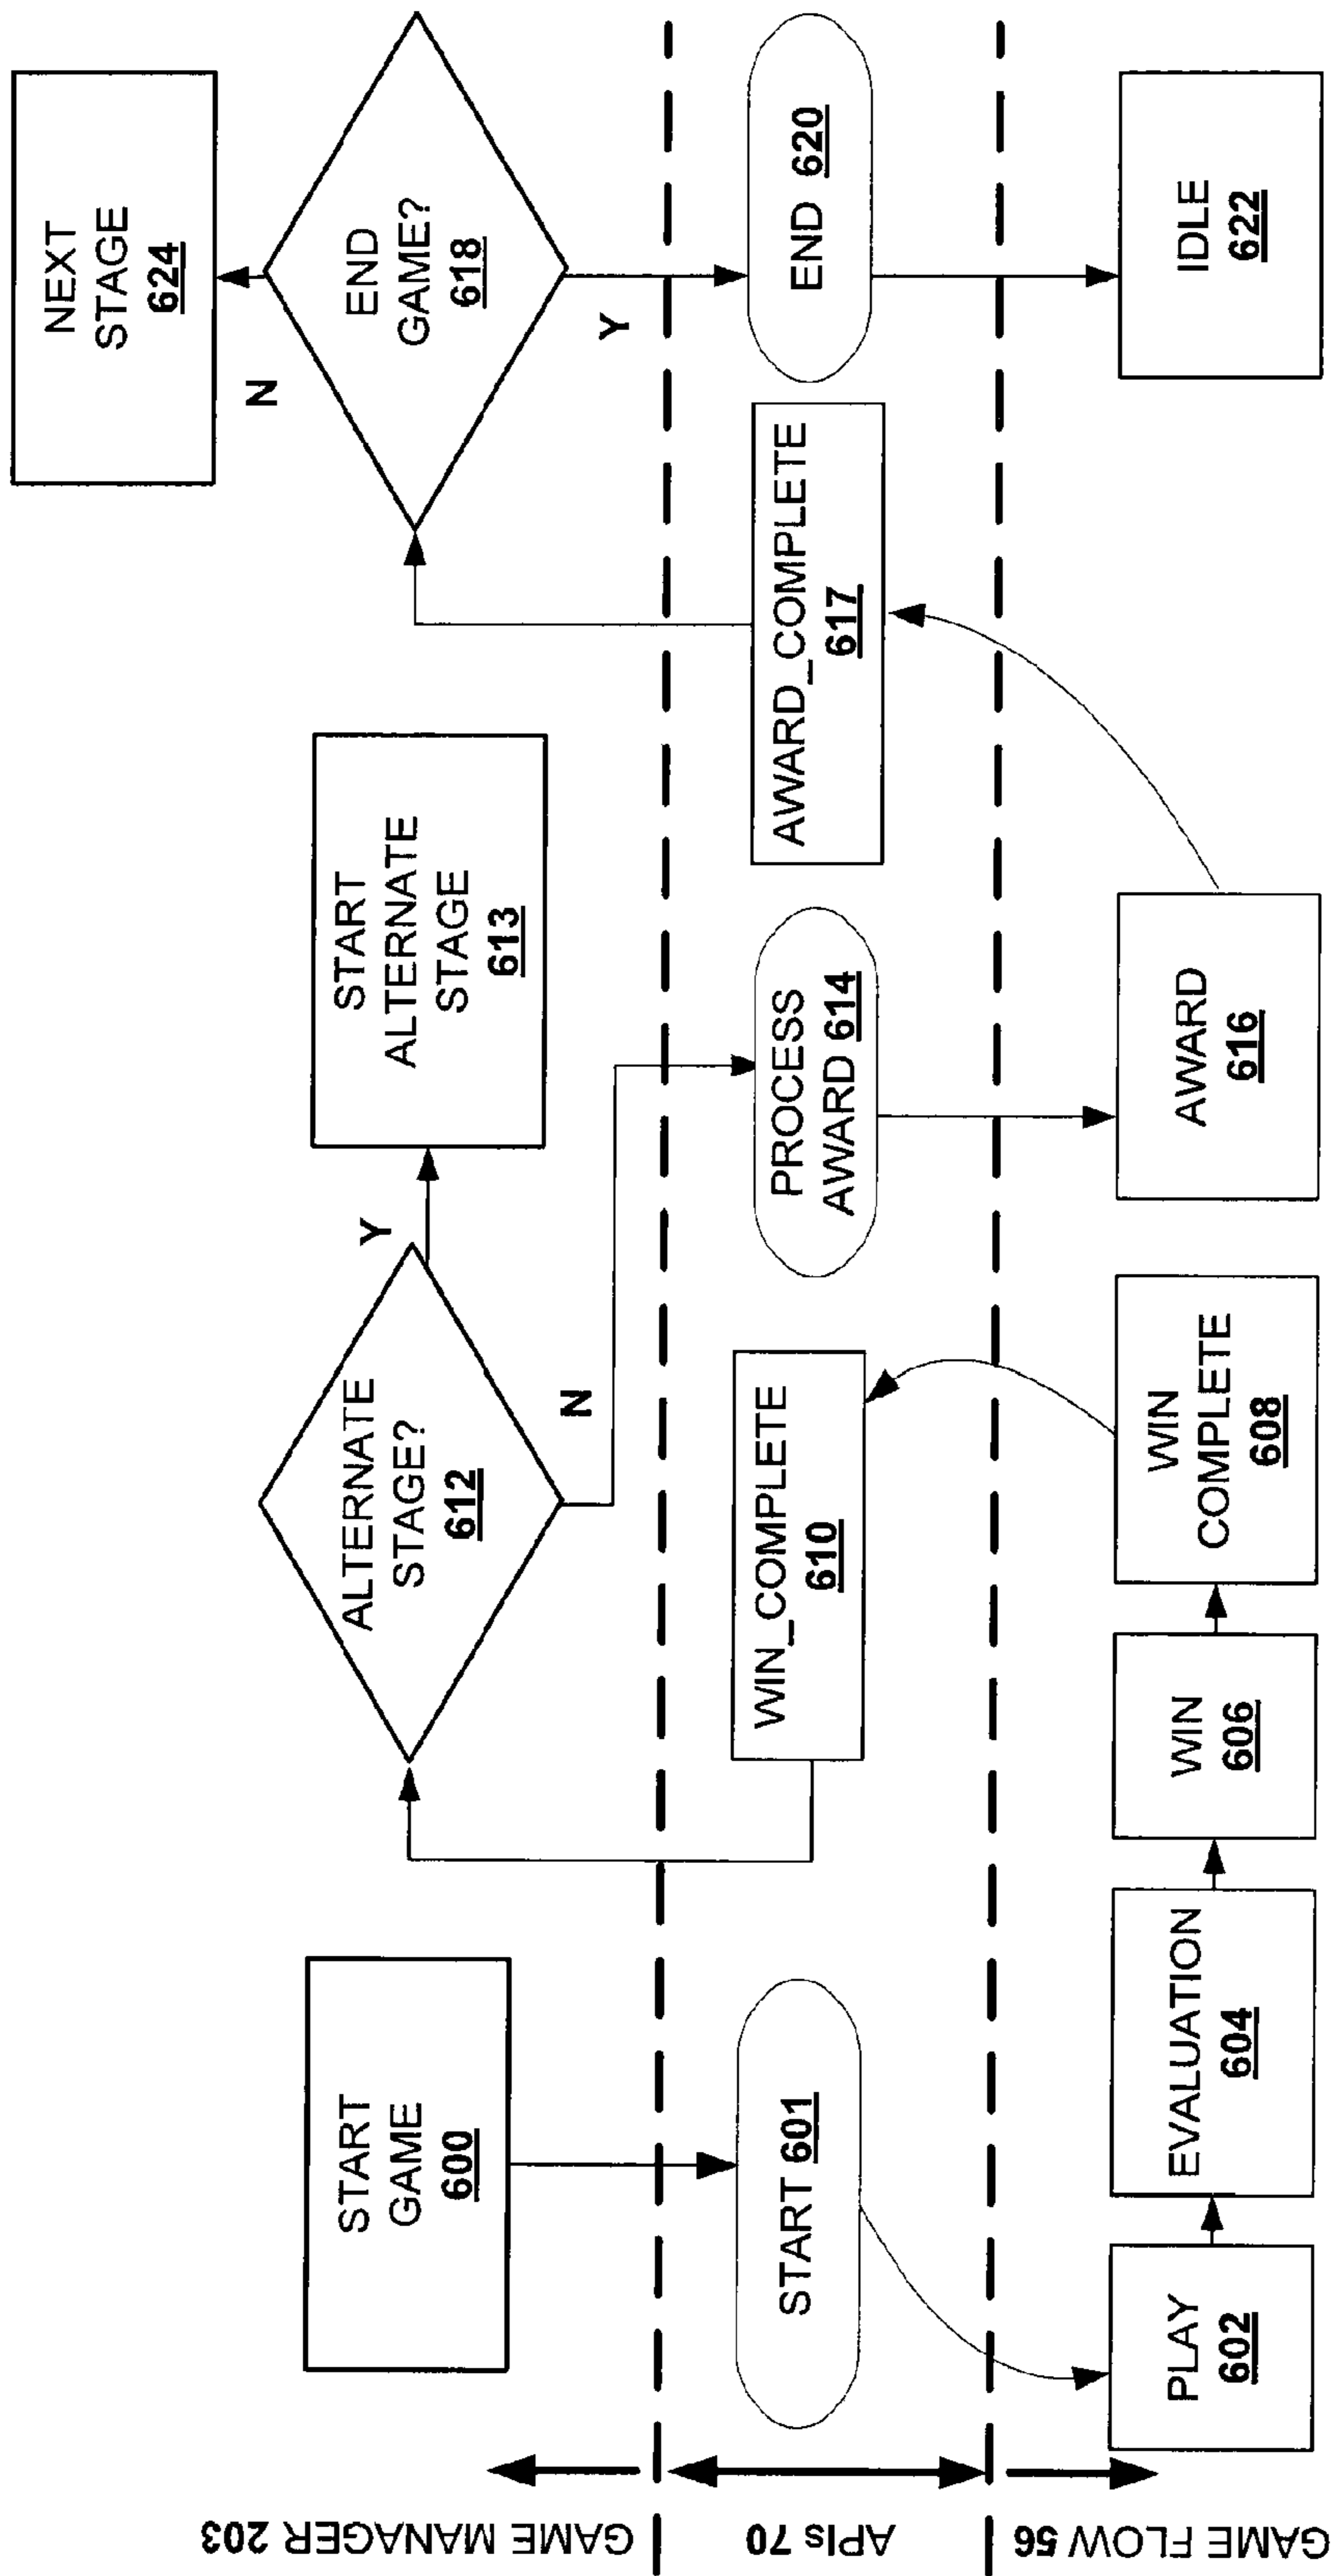 GAME MANAGER 203
START
GAME
600
ALTERNATE
STAGE?
612
Y
N
START
ALTERNATE
STAGE
613
NEXT
STAGE
624
N
END
GAME?
618
Y
APIs 70
START 601
WIN_COMPLETE
610
PROCESS
AWARD 614
AWARD_COMPLETE
617
END 620
GAME FLOW 56
PLAY
602
EVALUATION
604
WIN
606
WIN
COMPLETE
608
AWARD
616
IDLE
622